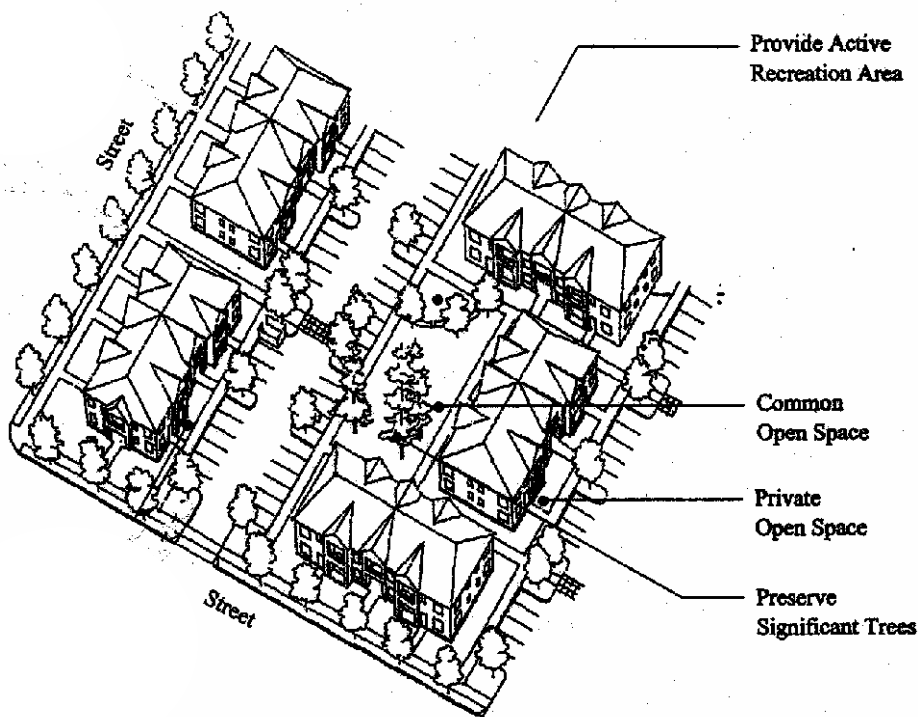 Provide Active
Recreation Area
Street
Common
Open Space
Private
Open Space
Street
Preserve
Significant Trees